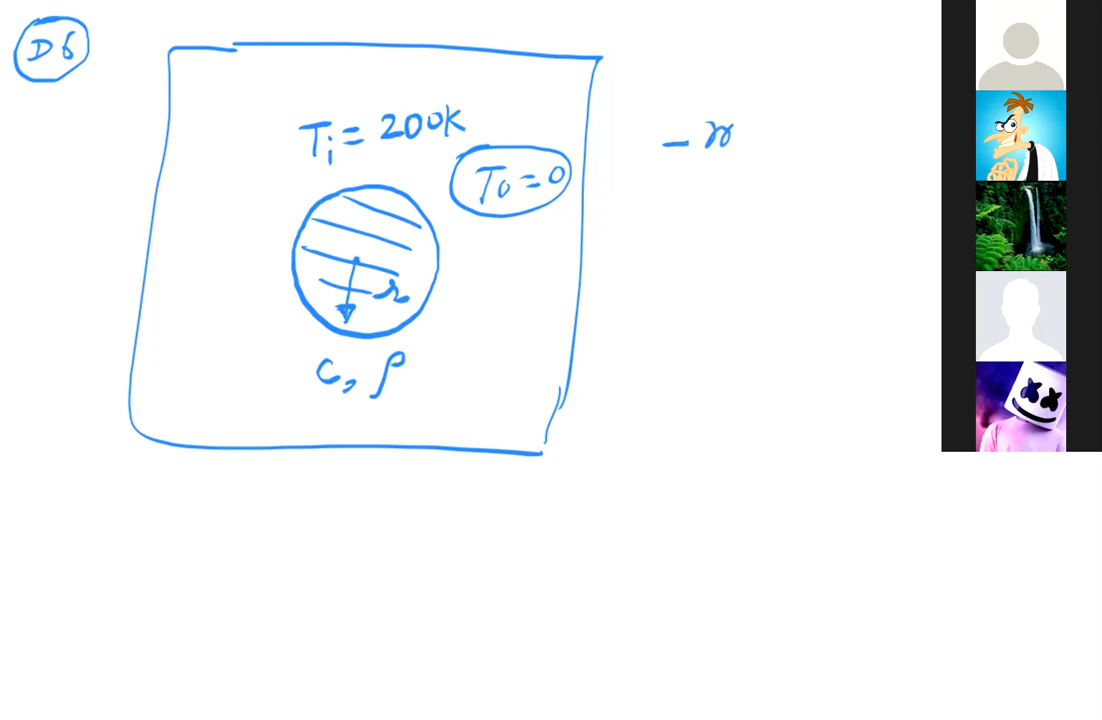 D6
Ti = 200K
T0 = 0
r
c, ρ